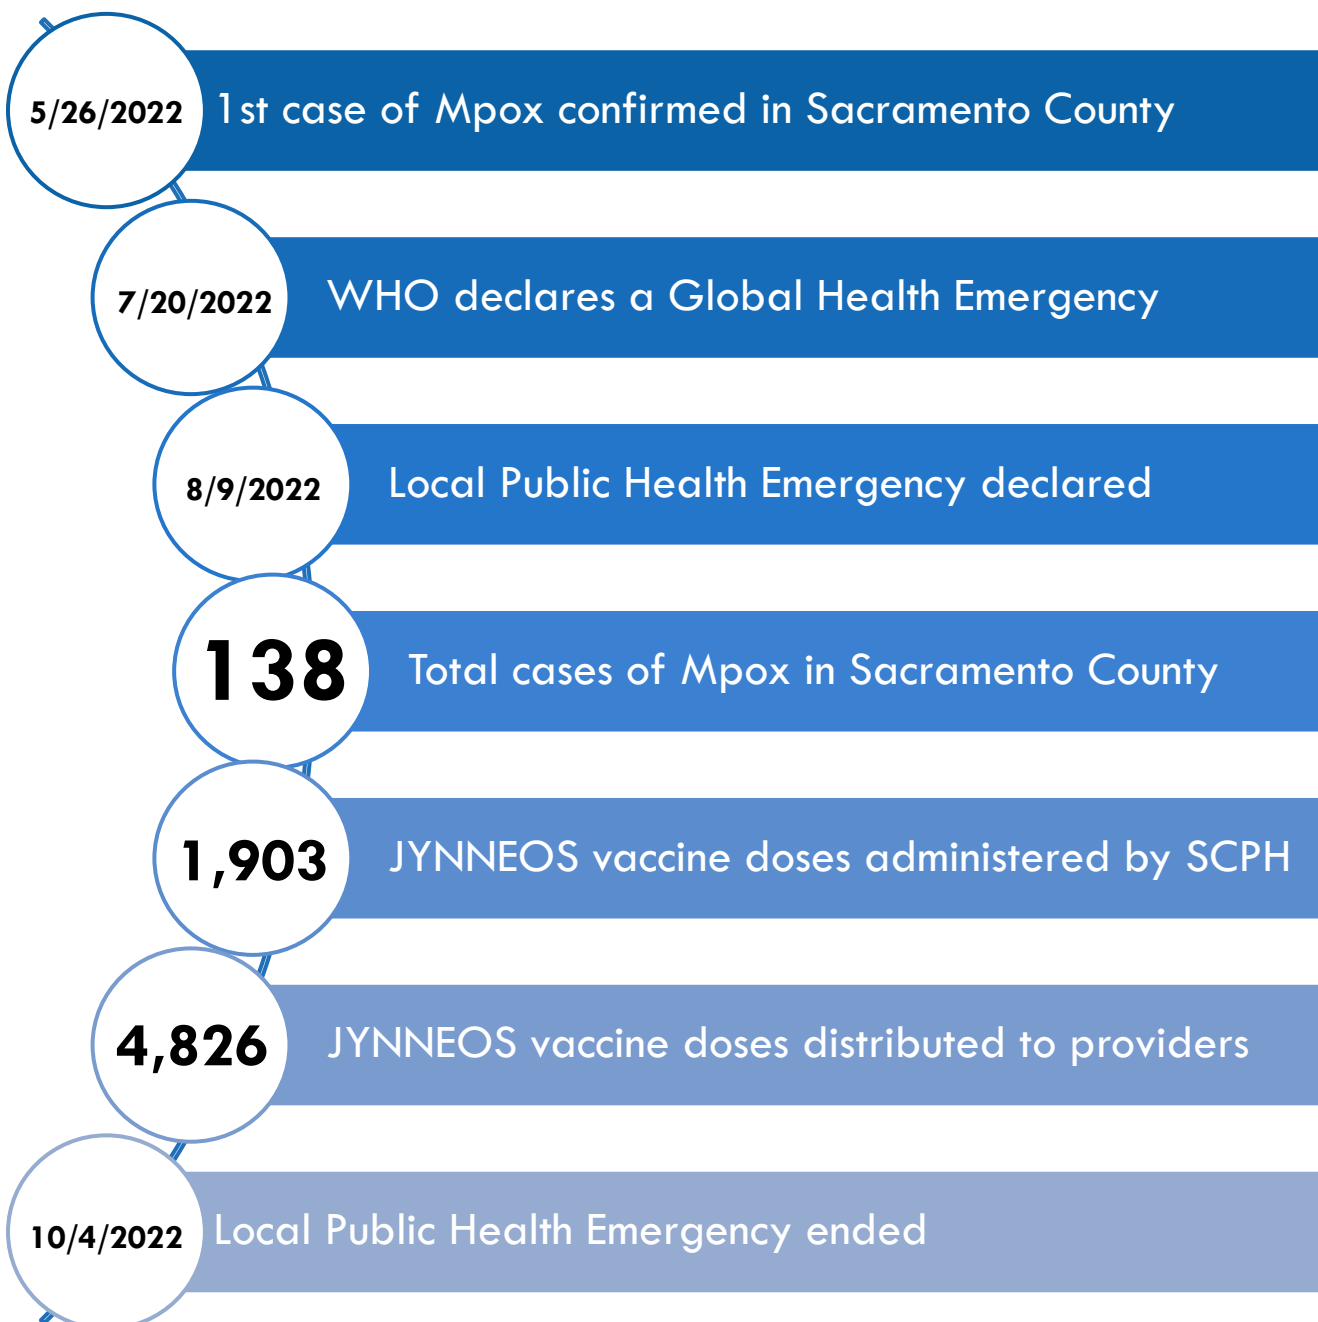 5/26/2022 1st case of Mpox confirmed in Sacramento County
7/20/2022 WHO declares a Global Health Emergency
8/9/2022 Local Public Health Emergency declared
138 Total cases of Mpox in Sacramento County
1,903 JYNNEOS vaccine doses administered by SCPH
4,826 JYNNEOS vaccine doses distributed to providers
10/4/2022 Local Public Health Emergency ended